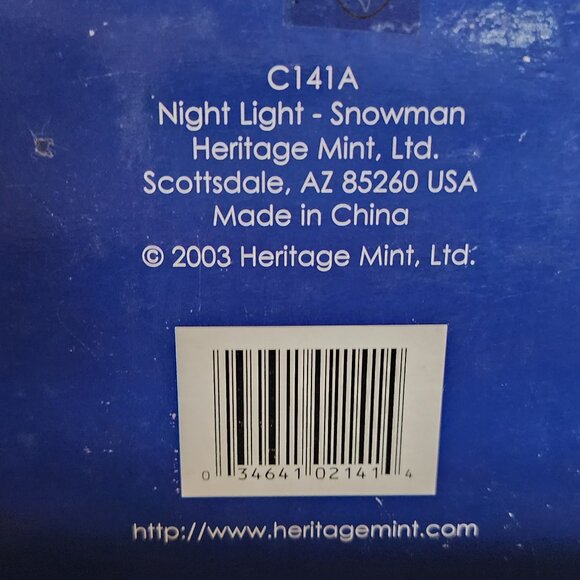 C141A
Night Light - Snowman
Heritage Mint, Ltd.
Scottsdale, AZ 85260 USA
Made in China
© 2003 Heritage Mint, Ltd.
0 34641 02141 4
http://www.heritagemint.com